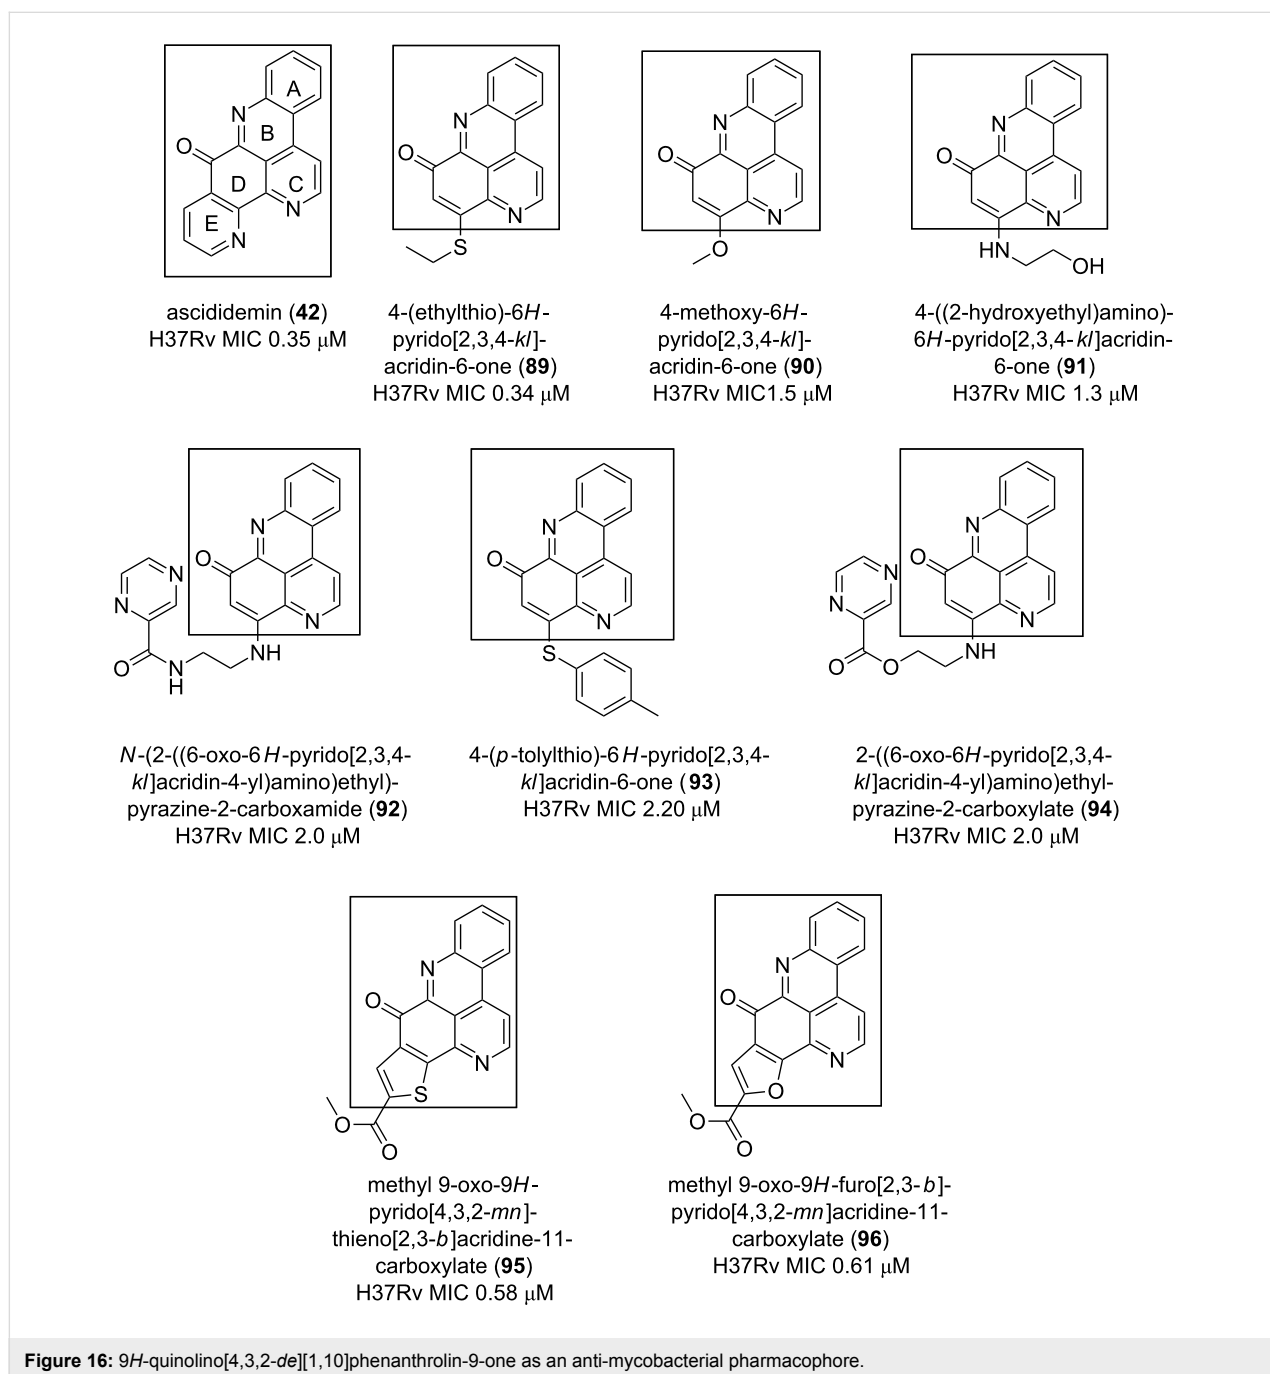 A
N
B
O
D
C
E
N
N
ascididemin (42)
H37Rv MIC 0.35 μM
N
O
N
S
4-(ethylthio)-6H-
pyrido[2,3,4-kl]-
acridin-6-one (89)
H37Rv MIC 0.34 μM
N
O
N
O
4-methoxy-6H-
pyrido[2,3,4-kl]-
acridin-6-one (90)
H37Rv MIC1.5 μM
N
O
N
HN
OH
4-((2-hydroxyethyl)amino)-
6H-pyrido[2,3,4-kl]acridin-
6-one (91)
H37Rv MIC 1.3 μM
N
O
N
N
N
NH
O
N
H
N-(2-((6-oxo-6H-pyrido[2,3,4-
kl]acridin-4-yl)amino)ethyl)-
pyrazine-2-carboxamide (92)
H37Rv MIC 2.0 μM
N
O
N
S
4-(p-tolylthio)-6H-pyrido[2,3,4-
kl]acridin-6-one (93)
H37Rv MIC 2.20 μM
N
O
N
N
N
NH
O
O
2-((6-oxo-6H-pyrido[2,3,4-
kl]acridin-4-yl)amino)ethyl-
pyrazine-2-carboxylate (94)
H37Rv MIC 2.0 μM
N
O
N
S
O
O
methyl 9-oxo-9H-
pyrido[4,3,2-mn]-
thieno[2,3-b]acridine-11-
carboxylate (95)
H37Rv MIC 0.58 μM
N
O
N
O
O
O
methyl 9-oxo-9H-furo[2,3-b]-
pyrido[4,3,2-mn]acridine-11-
carboxylate (96)
H37Rv MIC 0.61 μM
Figure 16: 9H-quinolino[4,3,2-de][1,10]phenanthrolin-9-one as an anti-mycobacterial pharmacophore.